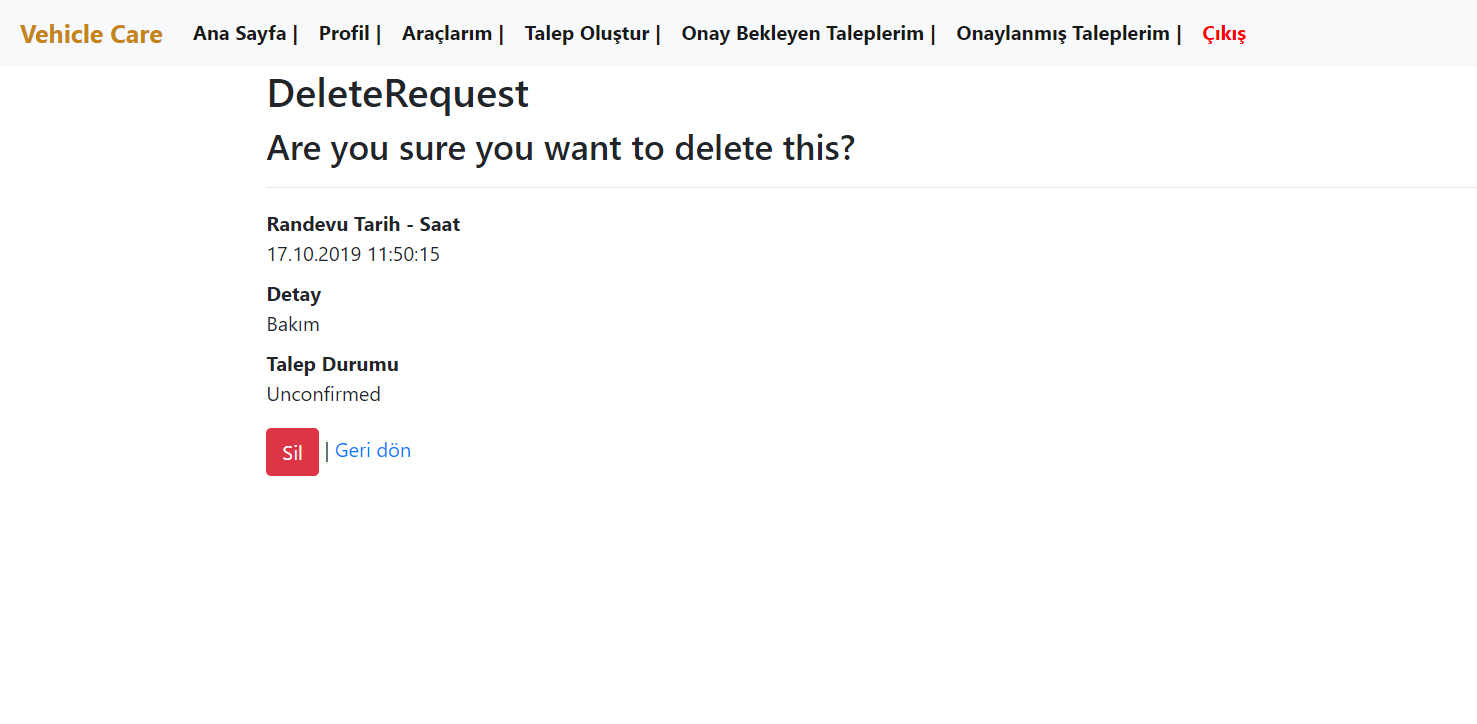 Vehicle Care Ana Sayfa | Profil | Araçlarım | Talep Oluştur | Onay Bekleyen Taleplerim | Onaylanmış Taleplerim | Çıkış
DeleteRequest
Are you sure you want to delete this?
Randevu Tarih - Saat
17.10.2019 11:50:15
Detay
Bakım
Talep Durumu
Unconfirmed
Sil | Geri dön